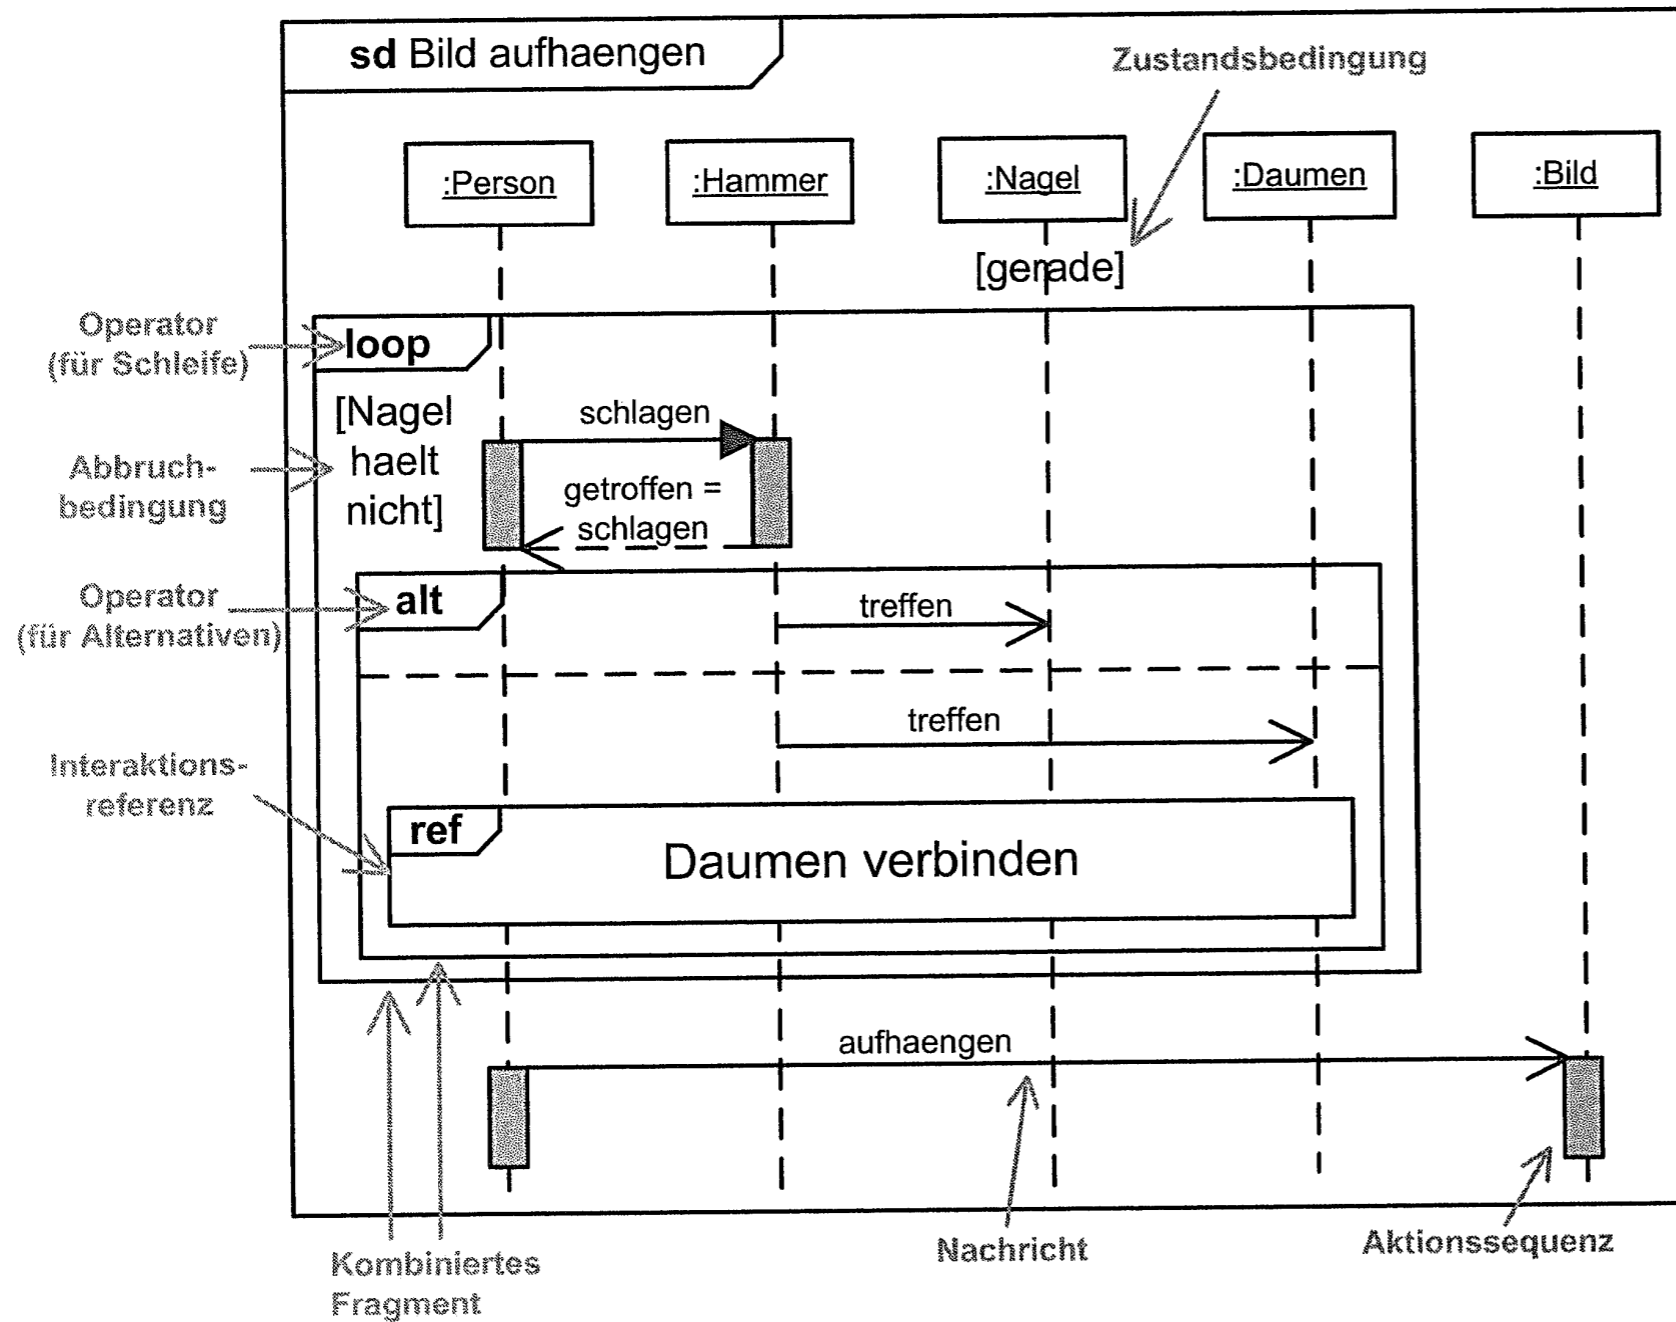 sd Bild aufhaengen
Zustandsbedingung
:Person
:Hammer
:Nagel
:Daumen
:Bild
[gerade]
Operator
(für Schleife)
loop
[Nagel
haelt
nicht]
Abbruch-
bedingung
schlagen
getroffen =
schlagen
Operator
(für Alternativen)
alt
treffen
treffen
Interaktions-
referenz
ref
Daumen verbinden
aufhaengen
Nachricht
Aktionssequenz
Kombiniertes
Fragment